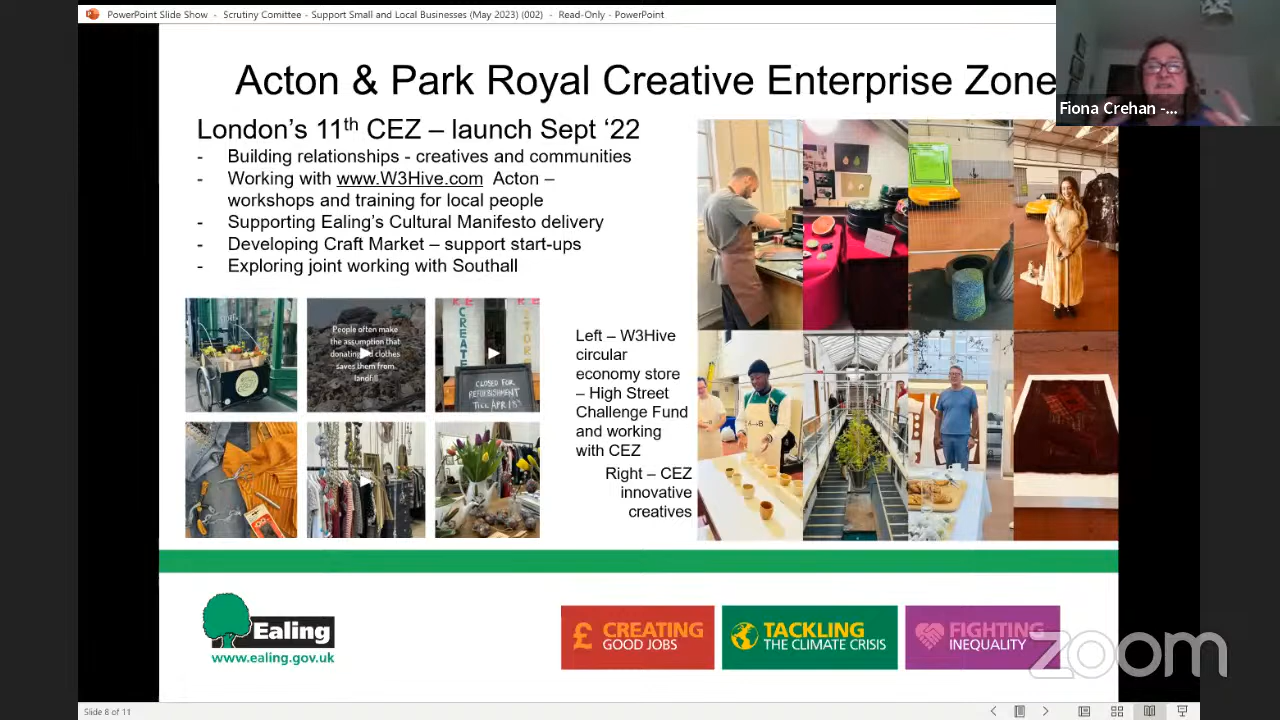 PowerPoint Slide Show - Scrutiny Comittee - Support Small and Local Businesses (May 2023) (002) - Read-Only - PowerPoint
Fiona Crehan -...
Acton & Park Royal Creative Enterprise Zone
London's 11th CEZ – launch Sept '22
- Building relationships - creatives and communities
- Working with www.W3Hive.com Acton –
workshops and training for local people
- Supporting Ealing's Cultural Manifesto delivery
- Developing Craft Market – support start-ups
- Exploring joint working with Southall
People often make
the assumption that
donating old clothes
saves them from
landfill
CREATE
STORE
CLOSED FOR
REFURBISHMENT
TILL APR 15th
Left – W3Hive
circular
economy store
– High Street
Challenge Fund
and working
with CEZ
Right – CEZ
innovative
creatives
Ealing
www.ealing.gov.uk
£ CREATING
GOOD JOBS
TACKLING
THE CLIMATE CRISIS
FIGHTING
INEQUALITY
zoom
Slide 8 of 11